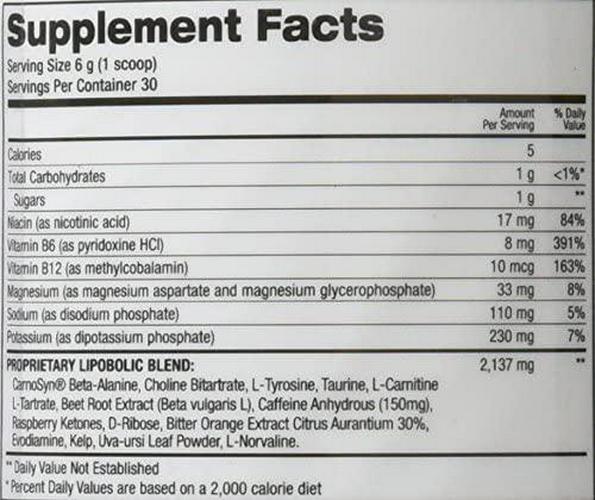 Supplement Facts
Serving Size 6 g (1 scoop)
Servings Per Container 30
Amount Per Serving % Daily Value
Calories 5
Total Carbohydrates 1 g <1%*
Sugars 1 g **
Niacin (as nicotinic acid) 17 mg 84%
Vitamin B6 (as pyridoxine HCl) 8 mg 391%
Vitamin B12 (as methylcobalamin) 10 mcg 163%
Magnesium (as magnesium aspartate and magnesium glycerophosphate) 33 mg 8%
Sodium (as disodium phosphate) 110 mg 5%
Potassium (as dipotassium phosphate) 230 mg 7%
PROPRIETARY LIPOBOLIC BLEND: 2,137 mg **
CarnoSyn® Beta-Alanine, Choline Bitartrate, L-Tyrosine, Taurine, L-Carnitine
L-Tartrate, Beet Root Extract (Beta vulgaris L), Caffeine Anhydrous (150mg),
Raspberry Ketones, D-Ribose, Bitter Orange Extract Citrus Aurantium 30%,
Evodiamine, Kelp, Uva-ursi Leaf Powder, L-Norvaline.
** Daily Value Not Established
* Percent Daily Values are based on a 2,000 calorie diet